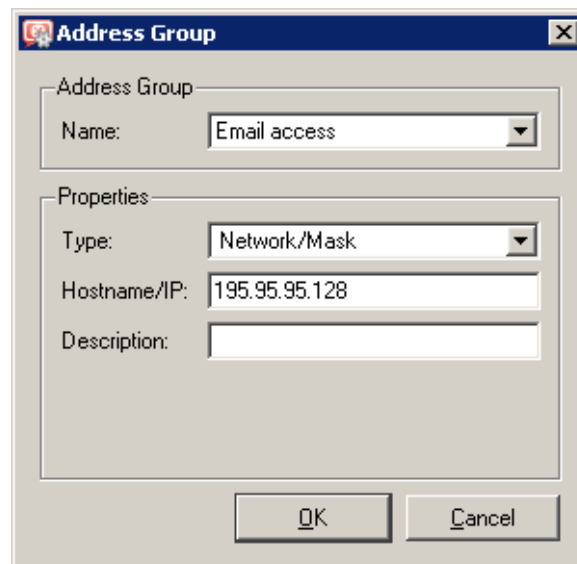 Address Group
Address Group
Name: Email access
Properties
Type: Network/Mask
Hostname/IP: 195.95.95.128
Description:
OK Cancel